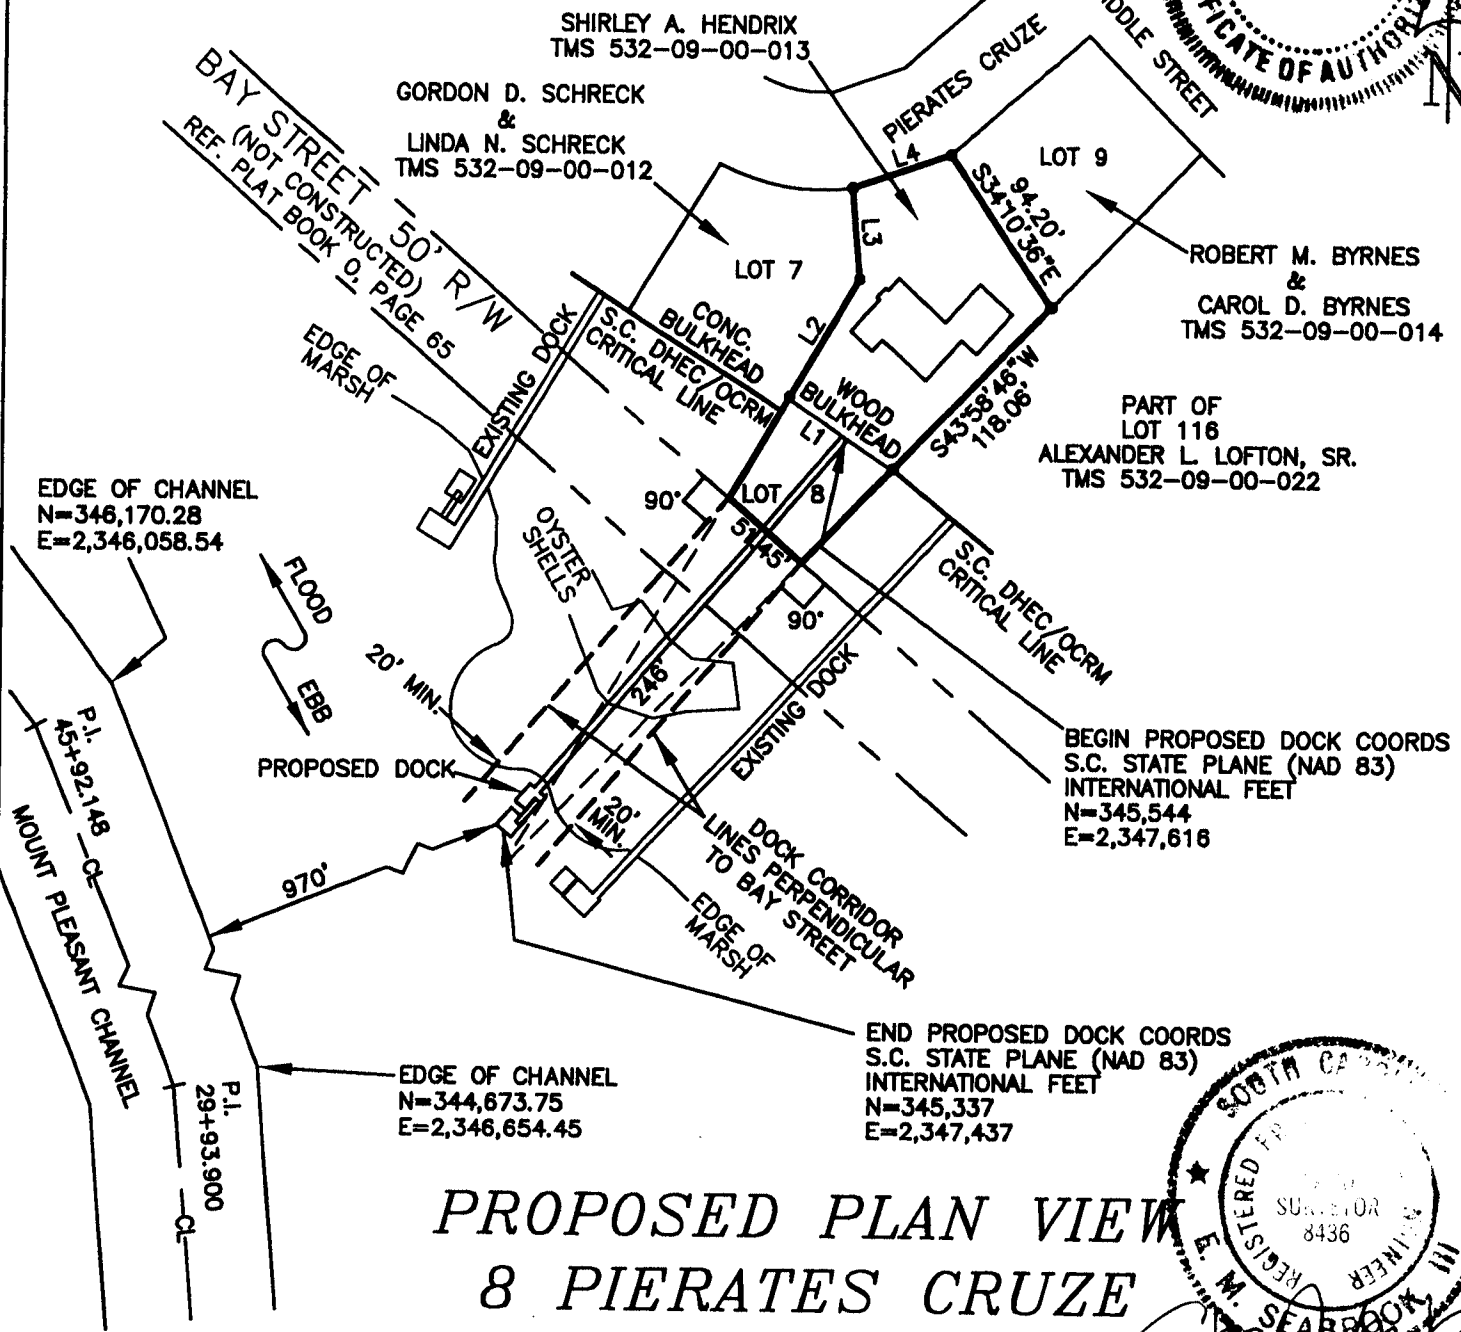 SHIRLEY A. HENDRIX
TMS 532-09-00-013
PIERATES CRUZE
DDLE STREET
FICATE OF AUTHORI
BAY STREET 50' R/W
(NOT CONSTRUCTED)
REF. PLAT BOOK O, PAGE 65
GORDON D. SCHRECK
&
LINDA N. SCHRECK
TMS 532-09-00-012
L4
LOT 9
94.20'
S34°10'36"E
L3
LOT 7
ROBERT M. BYRNES
&
CAROL D. BYRNES
TMS 532-09-00-014
EDGE OF
MARSH
EXISTING DOCK
CONC.
BULKHEAD
S.C. DHEC/OCRM
CRITICAL LINE
L2
WOOD
BULKHEAD
L1
S43°58'46"W
118.06'
PART OF
LOT 116
ALEXANDER L. LOFTON, SR.
TMS 532-09-00-022
EDGE OF CHANNEL
N=346,170.28
E=2,346,058.54
90°
LOT 8
51.45'
OYSTER
SHELLS
FLOOD
EBB
90°
S.C. DHEC/OCRM
CRITICAL LINE
20' MIN.
246'
EXISTING DOCK
PROPOSED DOCK
BEGIN PROPOSED DOCK COORDS
S.C. STATE PLANE (NAD 83)
INTERNATIONAL FEET
N=345,544
E=2,347,616
P.I.
45+92.148
CL
MOUNT PLEASANT CHANNEL
20'
MIN.
DOCK CORRIDOR
LINES PERPENDICULAR
TO BAY STREET
970'
EDGE OF
MARSH
END PROPOSED DOCK COORDS
S.C. STATE PLANE (NAD 83)
INTERNATIONAL FEET
N=345,337
E=2,347,437
EDGE OF CHANNEL
N=344,673.75
E=2,346,654.45
P.I.
29+93.900
CL
PROPOSED PLAN VIEW
8 PIERATES CRUZE
SOUTH CA
REGISTERED
8436
E. M. SEABROOK III